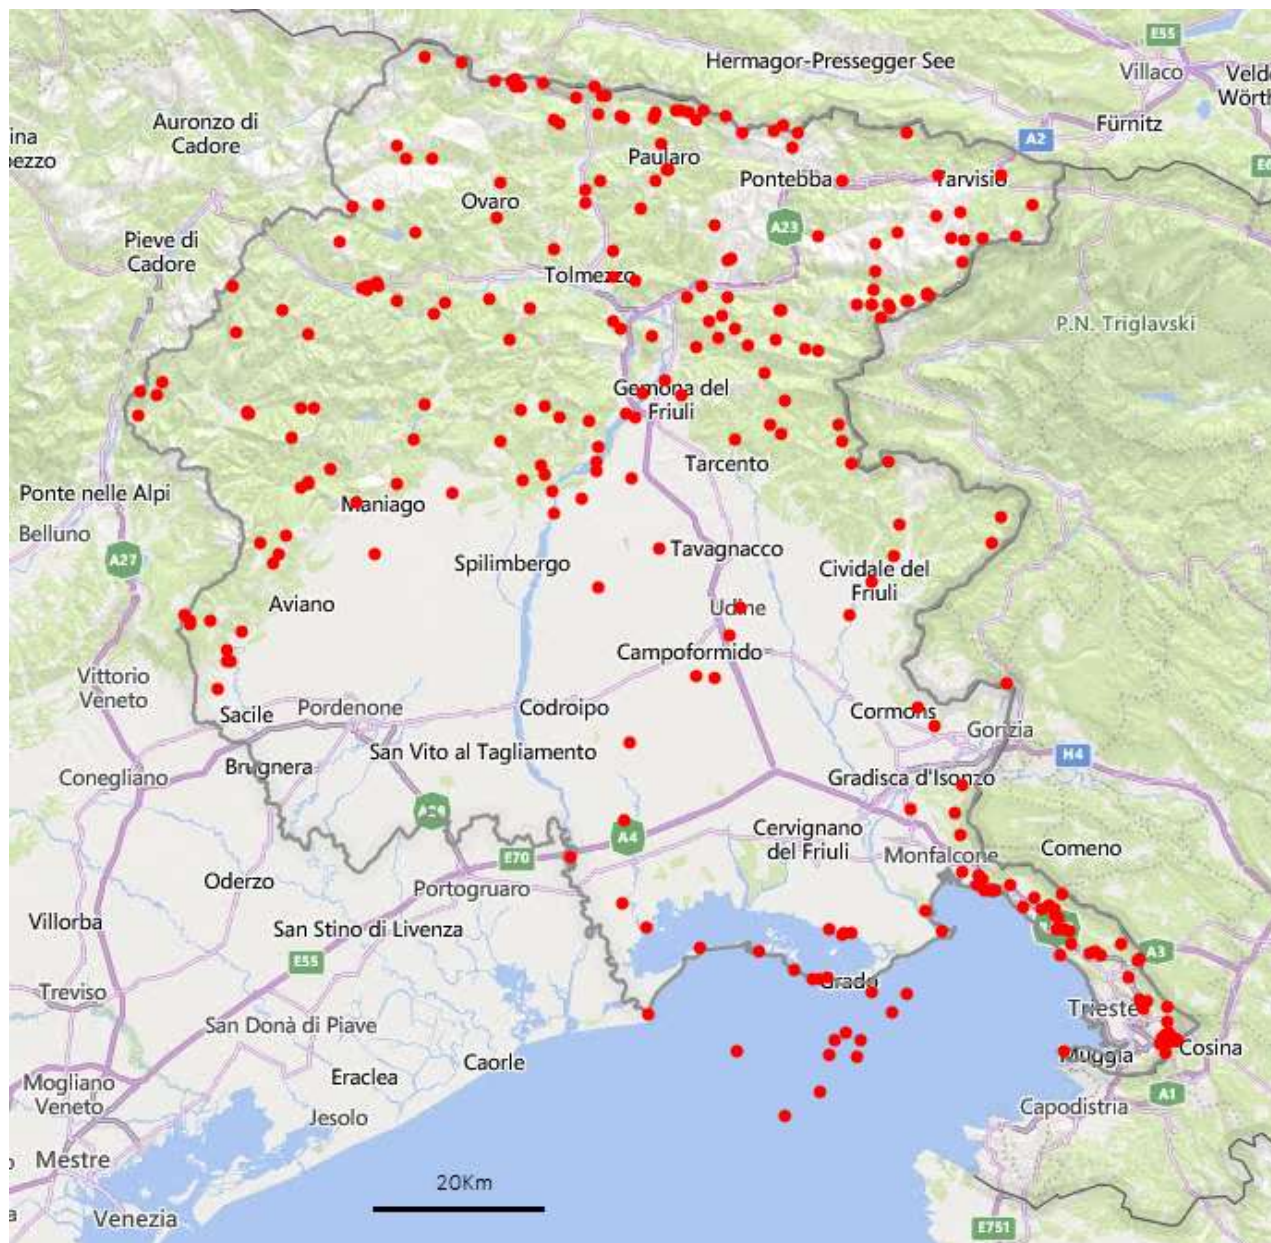 E55
Hermagor-Pressegger See
Villaco
Auronzo di
Cadore
Fürnitz
A2
Paularo
Pontebba
Tarvisio
Ovaro
A23
Pieve di
Cadore
Tolmezzo
P.N. Triglavski
Gemona del
Friuli
Tarcento
Ponte nelle Alpi
Maniago
Belluno
Tavagnacco
A27
Spilimbergo
Cividale del
Friuli
Aviano
Udine
Campoformido
Vittorio
Veneto
Sacile
Pordenone
Codroipo
Cormons
Gorizia
San Vito al Tagliamento
H4
Brugnera
Conegliano
Gradisca d'Isonzo
A28
A4
Cervignano
del Friuli
E70
Monfalcone
Comeno
Oderzo
Portogruaro
Villorba
San Stino di Livenza
A3
E55
Grado
Treviso
Trieste
San Donà di Piave
Cosina
Muggia
Caorle
Eraclea
Mogliano
Veneto
A1
Jesolo
Capodistria
Mestre
20Km
Venezia
E751